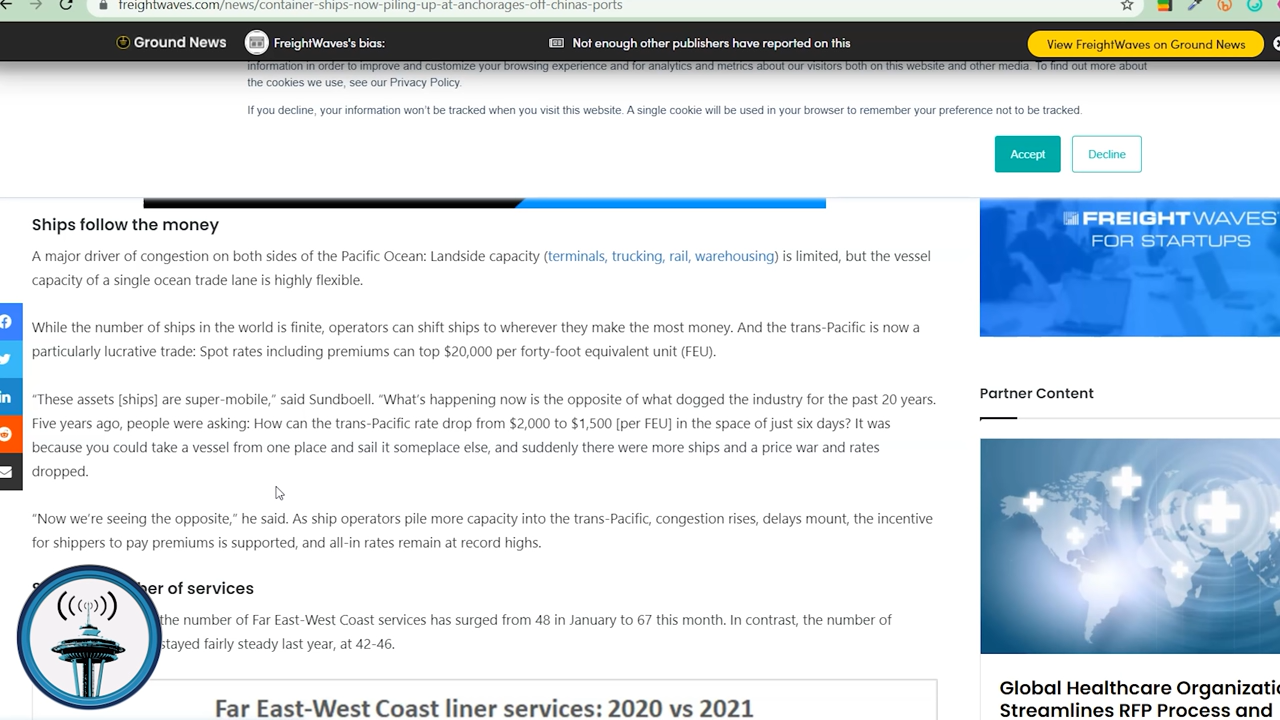 freightwaves.com/news/container-ships-now-piling-up-at-anchorages-off-chinas-ports
Ground News
FreightWaves's bias:
Not enough other publishers have reported on this
View FreightWaves on Ground News
information in order to improve and customize your browsing experience and for analytics and metrics about our visitors both on this website and other media. To find out more about
the cookies we use, see our Privacy Policy.
If you decline, your information won't be tracked when you visit this website. A single cookie will be used in your browser to remember your preference not to be tracked.
Accept
Decline
Ships follow the money
A major driver of congestion on both sides of the Pacific Ocean: Landside capacity (terminals, trucking, rail, warehousing) is limited, but the vessel
capacity of a single ocean trade lane is highly flexible.
While the number of ships in the world is finite, operators can shift ships to wherever they make the most money. And the trans-Pacific is now a
particularly lucrative trade: Spot rates including premiums can top $20,000 per forty-foot equivalent unit (FEU).
“These assets [ships] are super-mobile,” said Sundboell. “What’s happening now is the opposite of what dogged the industry for the past 20 years.
Five years ago, people were asking: How can the trans-Pacific rate drop from $2,000 to $1,500 [per FEU] in the space of just six days? It was
because you could take a vessel from one place and sail it someplace else, and suddenly there were more ships and a price war and rates
dropped.
“Now we’re seeing the opposite,” he said. As ship operators pile more capacity into the trans-Pacific, congestion rises, delays mount, the incentive
for shippers to pay premiums is supported, and all-in rates remain at record highs.
of services
the number of Far East-West Coast services has surged from 48 in January to 67 this month. In contrast, the number of
stayed fairly steady last year, at 42-46.
Far East-West Coast liner services: 2020 vs 2021
FREIGHTWAVES
FOR STARTUPS
Partner Content
Global Healthcare
Streamlines RFP Process and